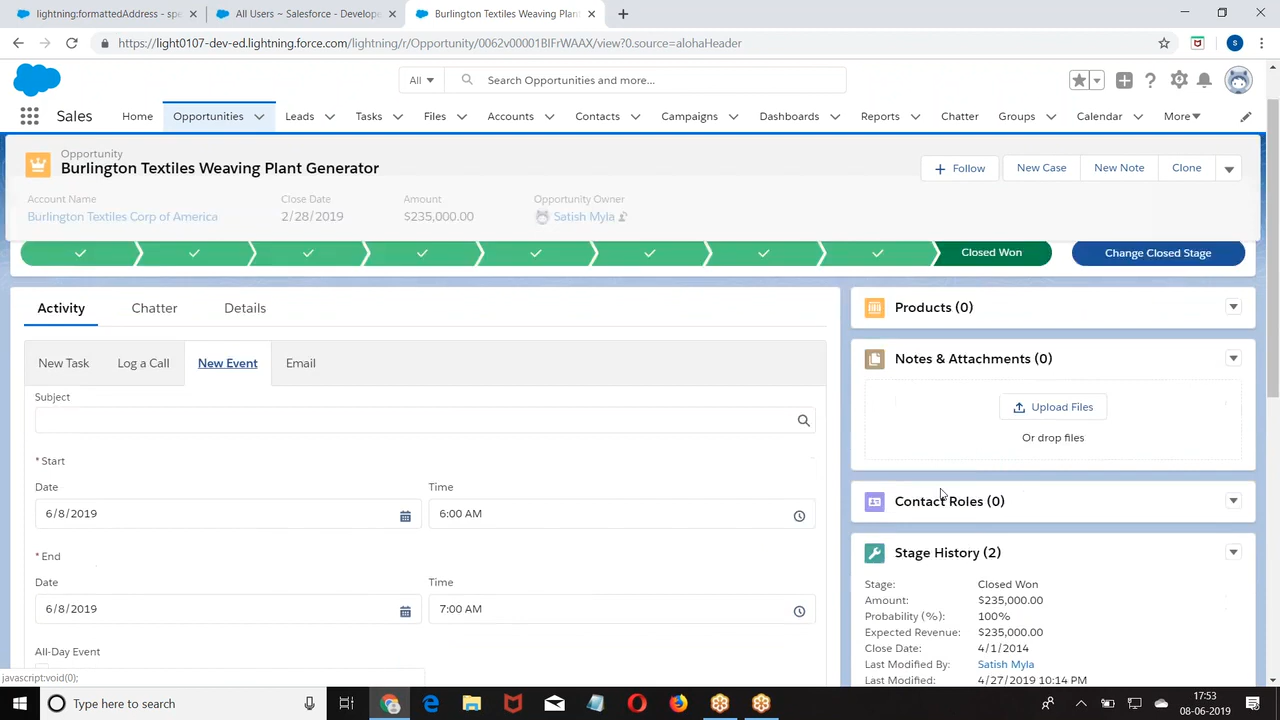 lightning:formattedAddress - spe
All Users ~ Salesforce - Develope
Burlington Textiles Weaving Plant
https://light0107-dev-ed.lightning.force.com/lightning/r/Opportunity/0062v00001BIFrWAAX/view?0.source=alohaHeader
S
All
Search Opportunities and more...
Sales
Home
Opportunities
Leads
Tasks
Files
Accounts
Contacts
Campaigns
Dashboards
Reports
Chatter
Groups
Calendar
More
Opportunity
Burlington Textiles Weaving Plant Generator
Follow
New Case
New Note
Clone
Account Name
Close Date
Amount
Opportunity Owner
Burlington Textiles Corp of America
2/28/2019
$235,000.00
Satish Myla
Closed Won
Change Closed Stage
Activity
Chatter
Details
New Task
Log a Call
New Event
Email
Subject
* Start
Date
Time
6/8/2019
6:00 AM
* End
Date
Time
6/8/2019
7:00 AM
All-Day Event
Products (0)
Notes & Attachments (0)
Upload Files
Or drop files
Contact Roles (0)
Stage History (2)
Stage: Closed Won
Amount: $235,000.00
Probability (%): 100%
Expected Revenue: $235,000.00
Close Date: 4/1/2014
Last Modified By: Satish Myla
Last Modified: 4/27/2019 10:14 PM
javascript:void(0);
Type here to search
17:53
08-06-2019